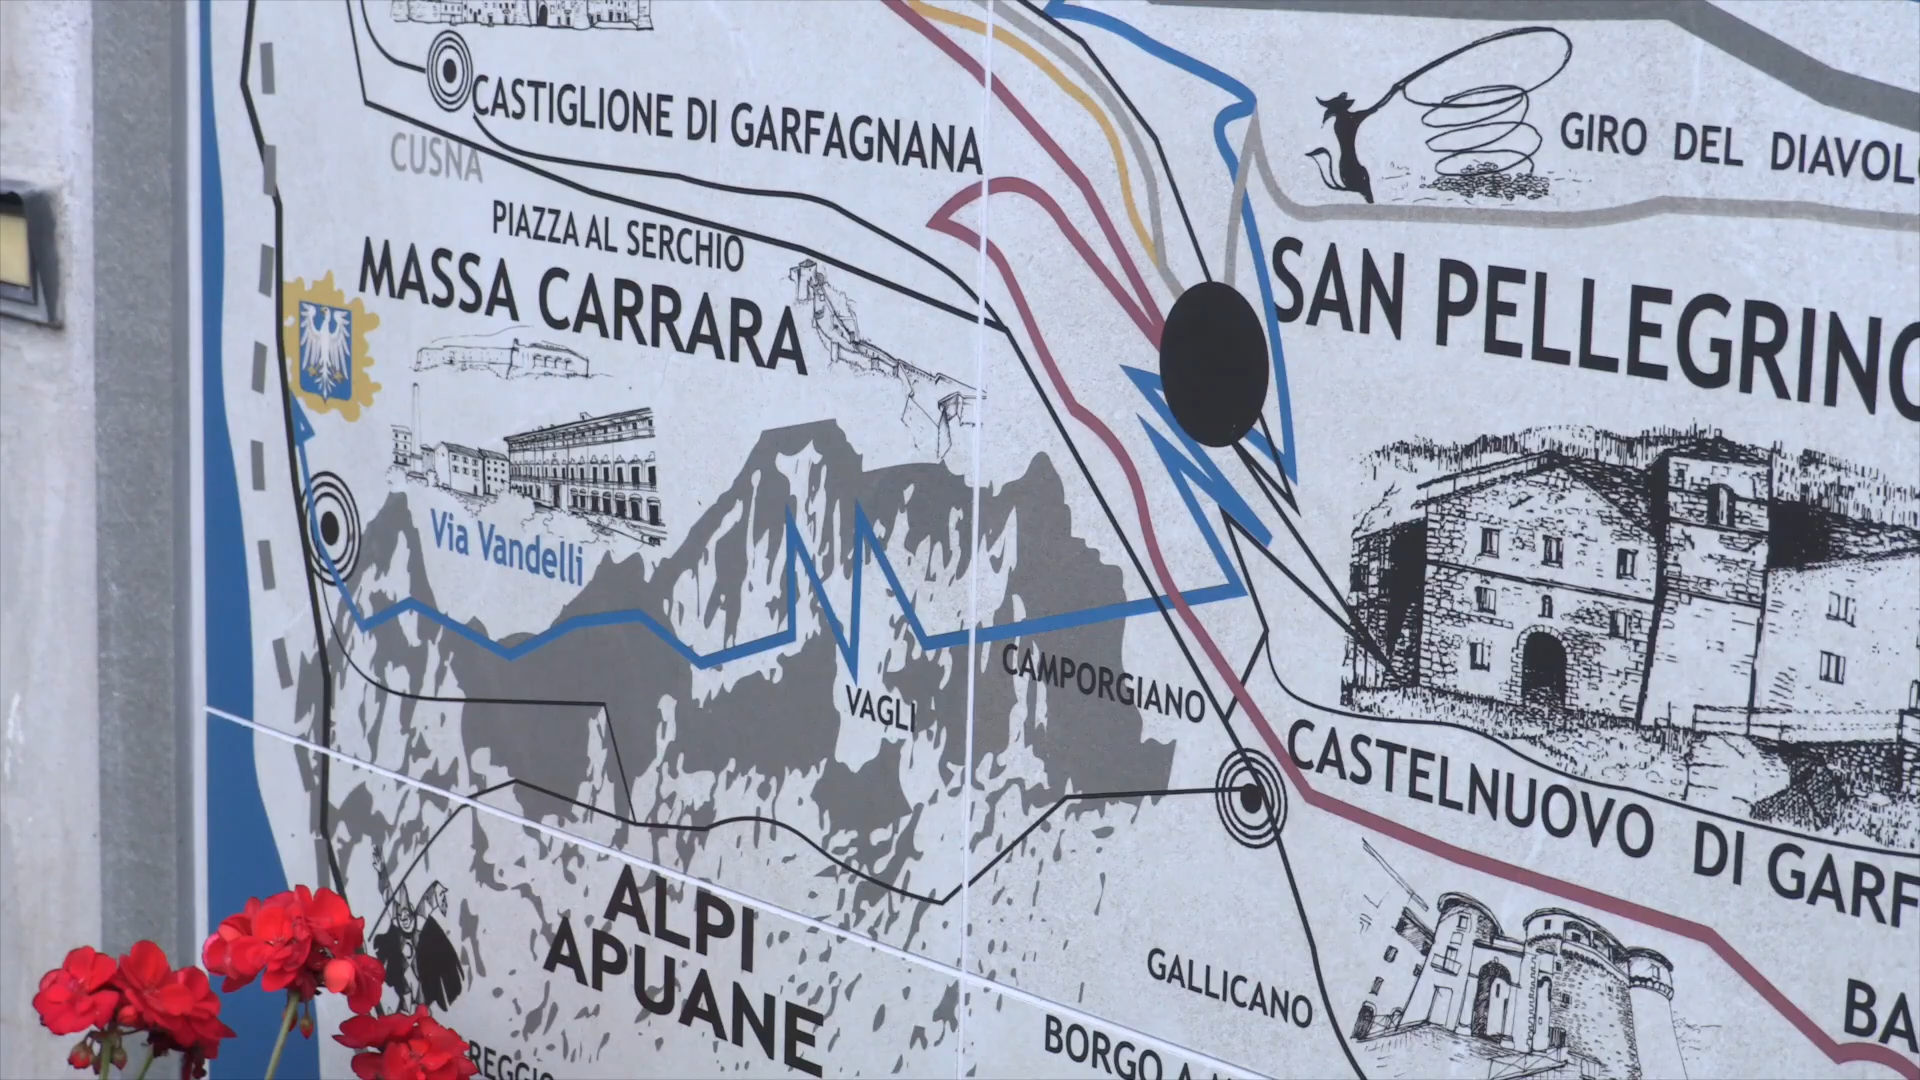 CASTIGLIONE DI GARFAGNANA
CUSNA
GIRO DEL DIAVOL
PIAZZA AL SERCHIO
MASSA CARRARA
SAN PELLEGRINO
Via Vandelli
CAMPORGIANO
VAGLI
CASTELNUOVO DI GARF
ALPI
APUANE
GALLICANO
BA
BORGO A
REGGIO